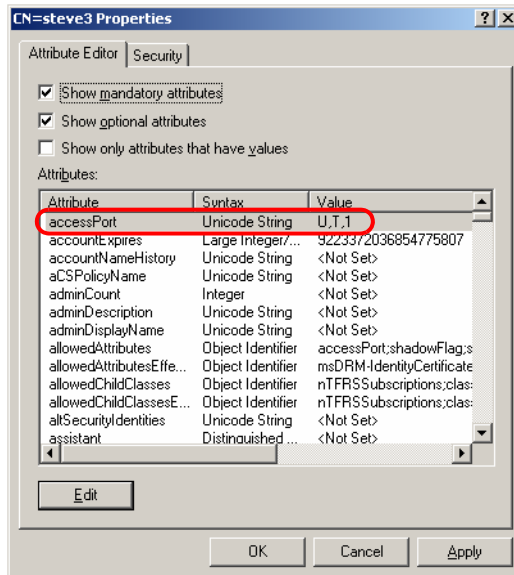 CN=steve3 Properties
Attribute Editor Security
Show mandatory attributes
Show optional attributes
Show only attributes that have values
Attributes:
Attribute Syntax Value
accessPort Unicode String U,T,1
accountExpires Large Integer/... 9223372036854775807
accountNameHistory Unicode String <Not Set>
aCSPolicyName Unicode String <Not Set>
adminCount Integer <Not Set>
adminDescription Unicode String <Not Set>
adminDisplayName Unicode String <Not Set>
allowedAttributes Object Identifier accessPort;shadowFlag;s
allowedAttributesEffe... Object Identifier msDRM-IdentityCertificate
allowedChildClasses Object Identifier nTFRSSubscriptions;clas
allowedChildClassesE... Object Identifier nTFRSSubscriptions;clas
altSecurityIdentities Unicode String <Not Set>
assistant Distinguished ... <Not Set>
Edit
OK Cancel Apply